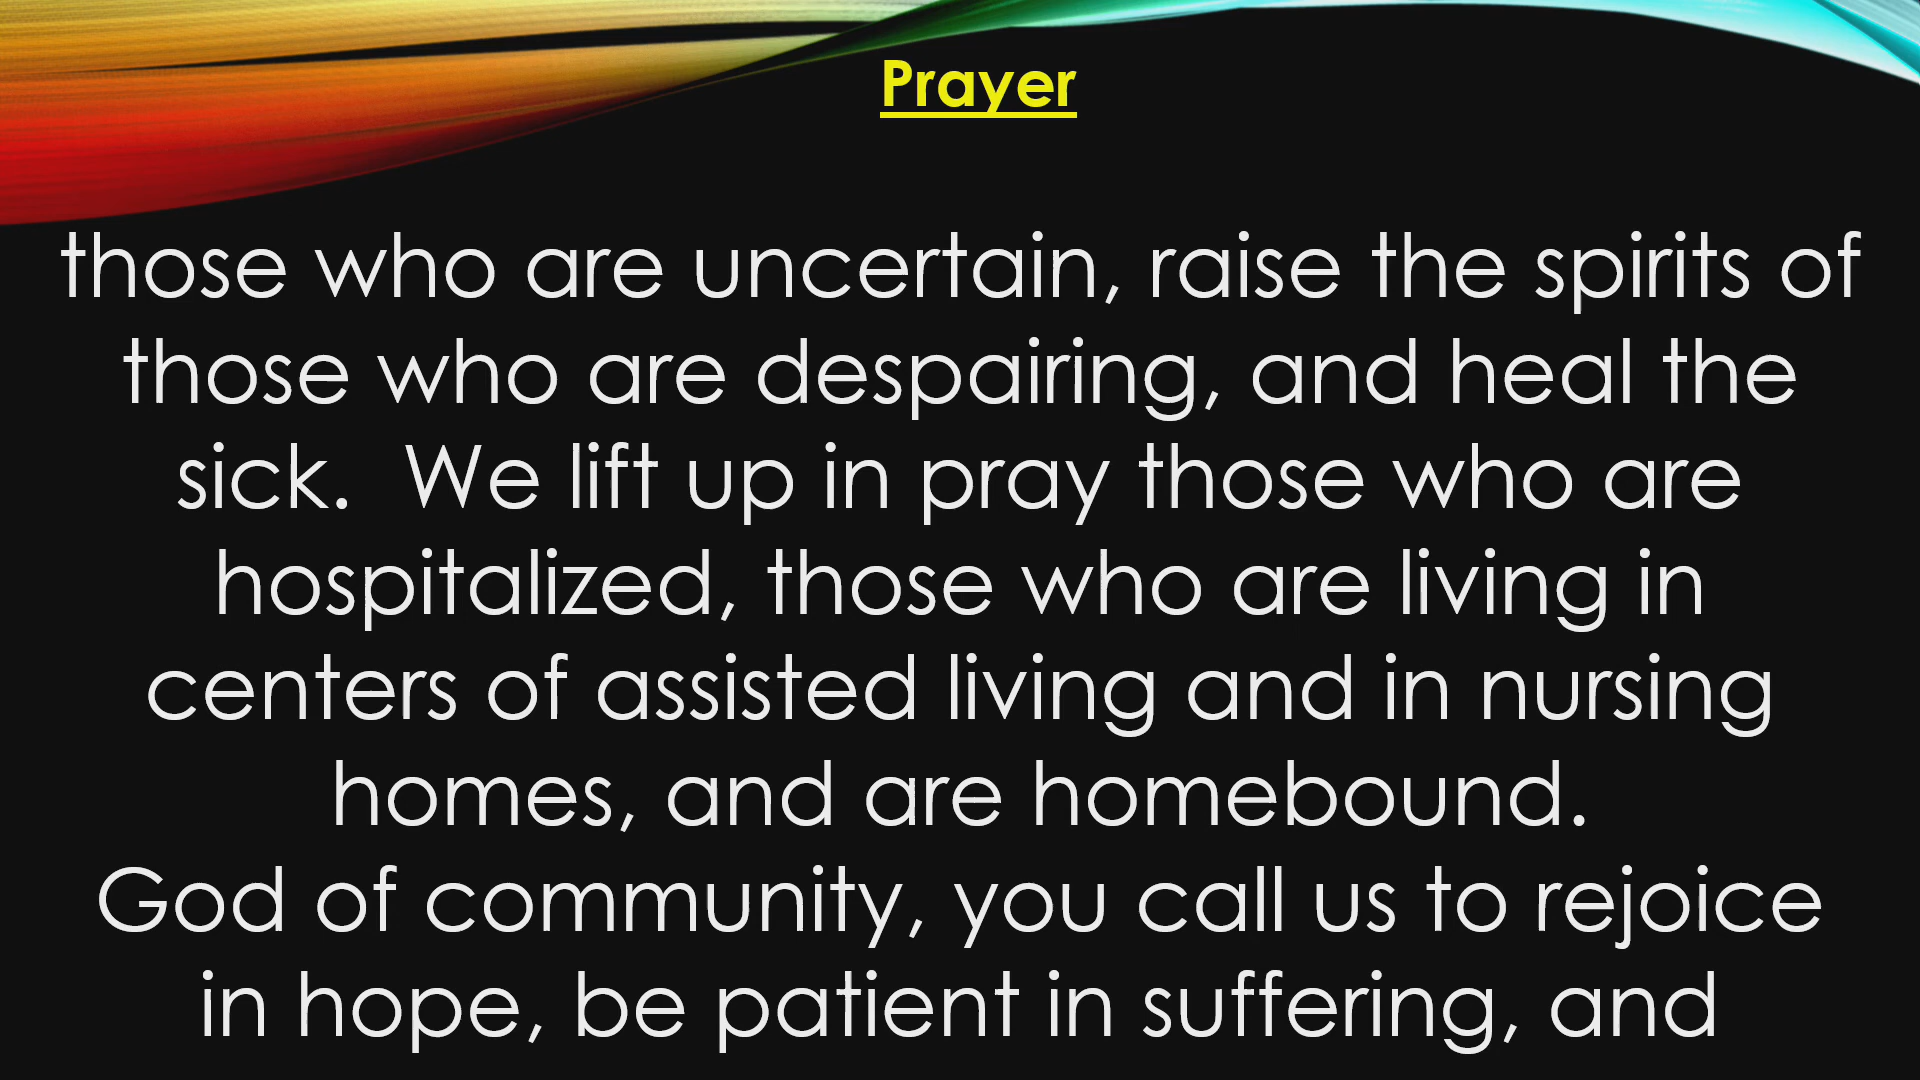 Prayer
those who are uncertain, raise the spirits of
those who are despairing, and heal the
sick.  We lift up in pray those who are
hospitalized, those who are living in
centers of assisted living and in nursing
homes, and are homebound.
God of community, you call us to rejoice
in hope, be patient in suffering, and